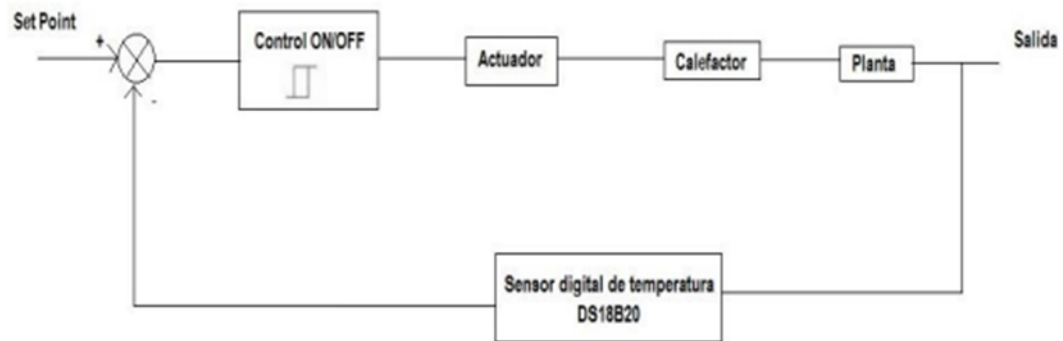 Set Point
+
-
Control ON/OFF
Actuador
Calefactor
Planta
Salida
Sensor digital de temperatura
DS18B20